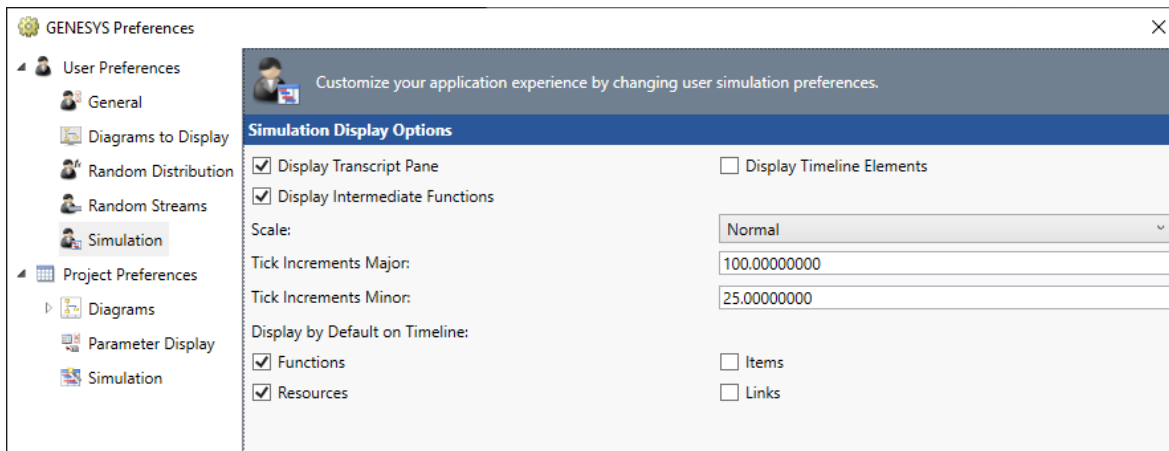 GENESYS Preferences
User Preferences
General
Diagrams to Display
Random Distribution
Random Streams
Simulation
Project Preferences
Diagrams
Parameter Display
Simulation
Customize your application experience by changing user simulation preferences.
Simulation Display Options
Display Transcript Pane
Display Timeline Elements
Display Intermediate Functions
Scale:
Normal
Tick Increments Major:
100.00000000
Tick Increments Minor:
25.00000000
Display by Default on Timeline:
Functions
Items
Resources
Links